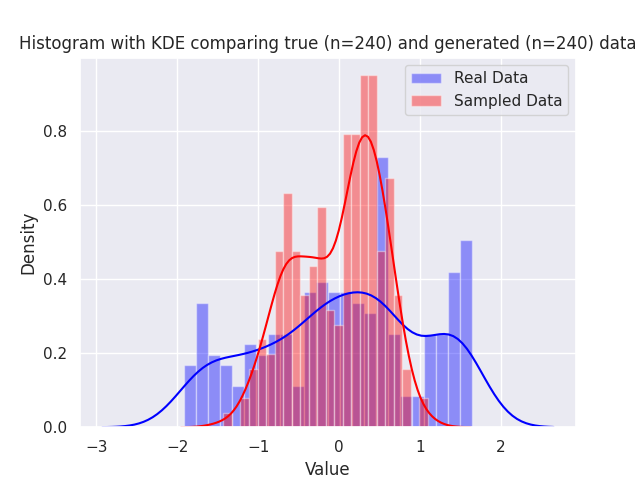 Histogram with KDE comparing true (n=240) and generated (n=240) data
Real Data
Sampled Data
Density
0.8
0.6
0.4
0.2
0.0
−3 −2 −1 0 1 2
Value